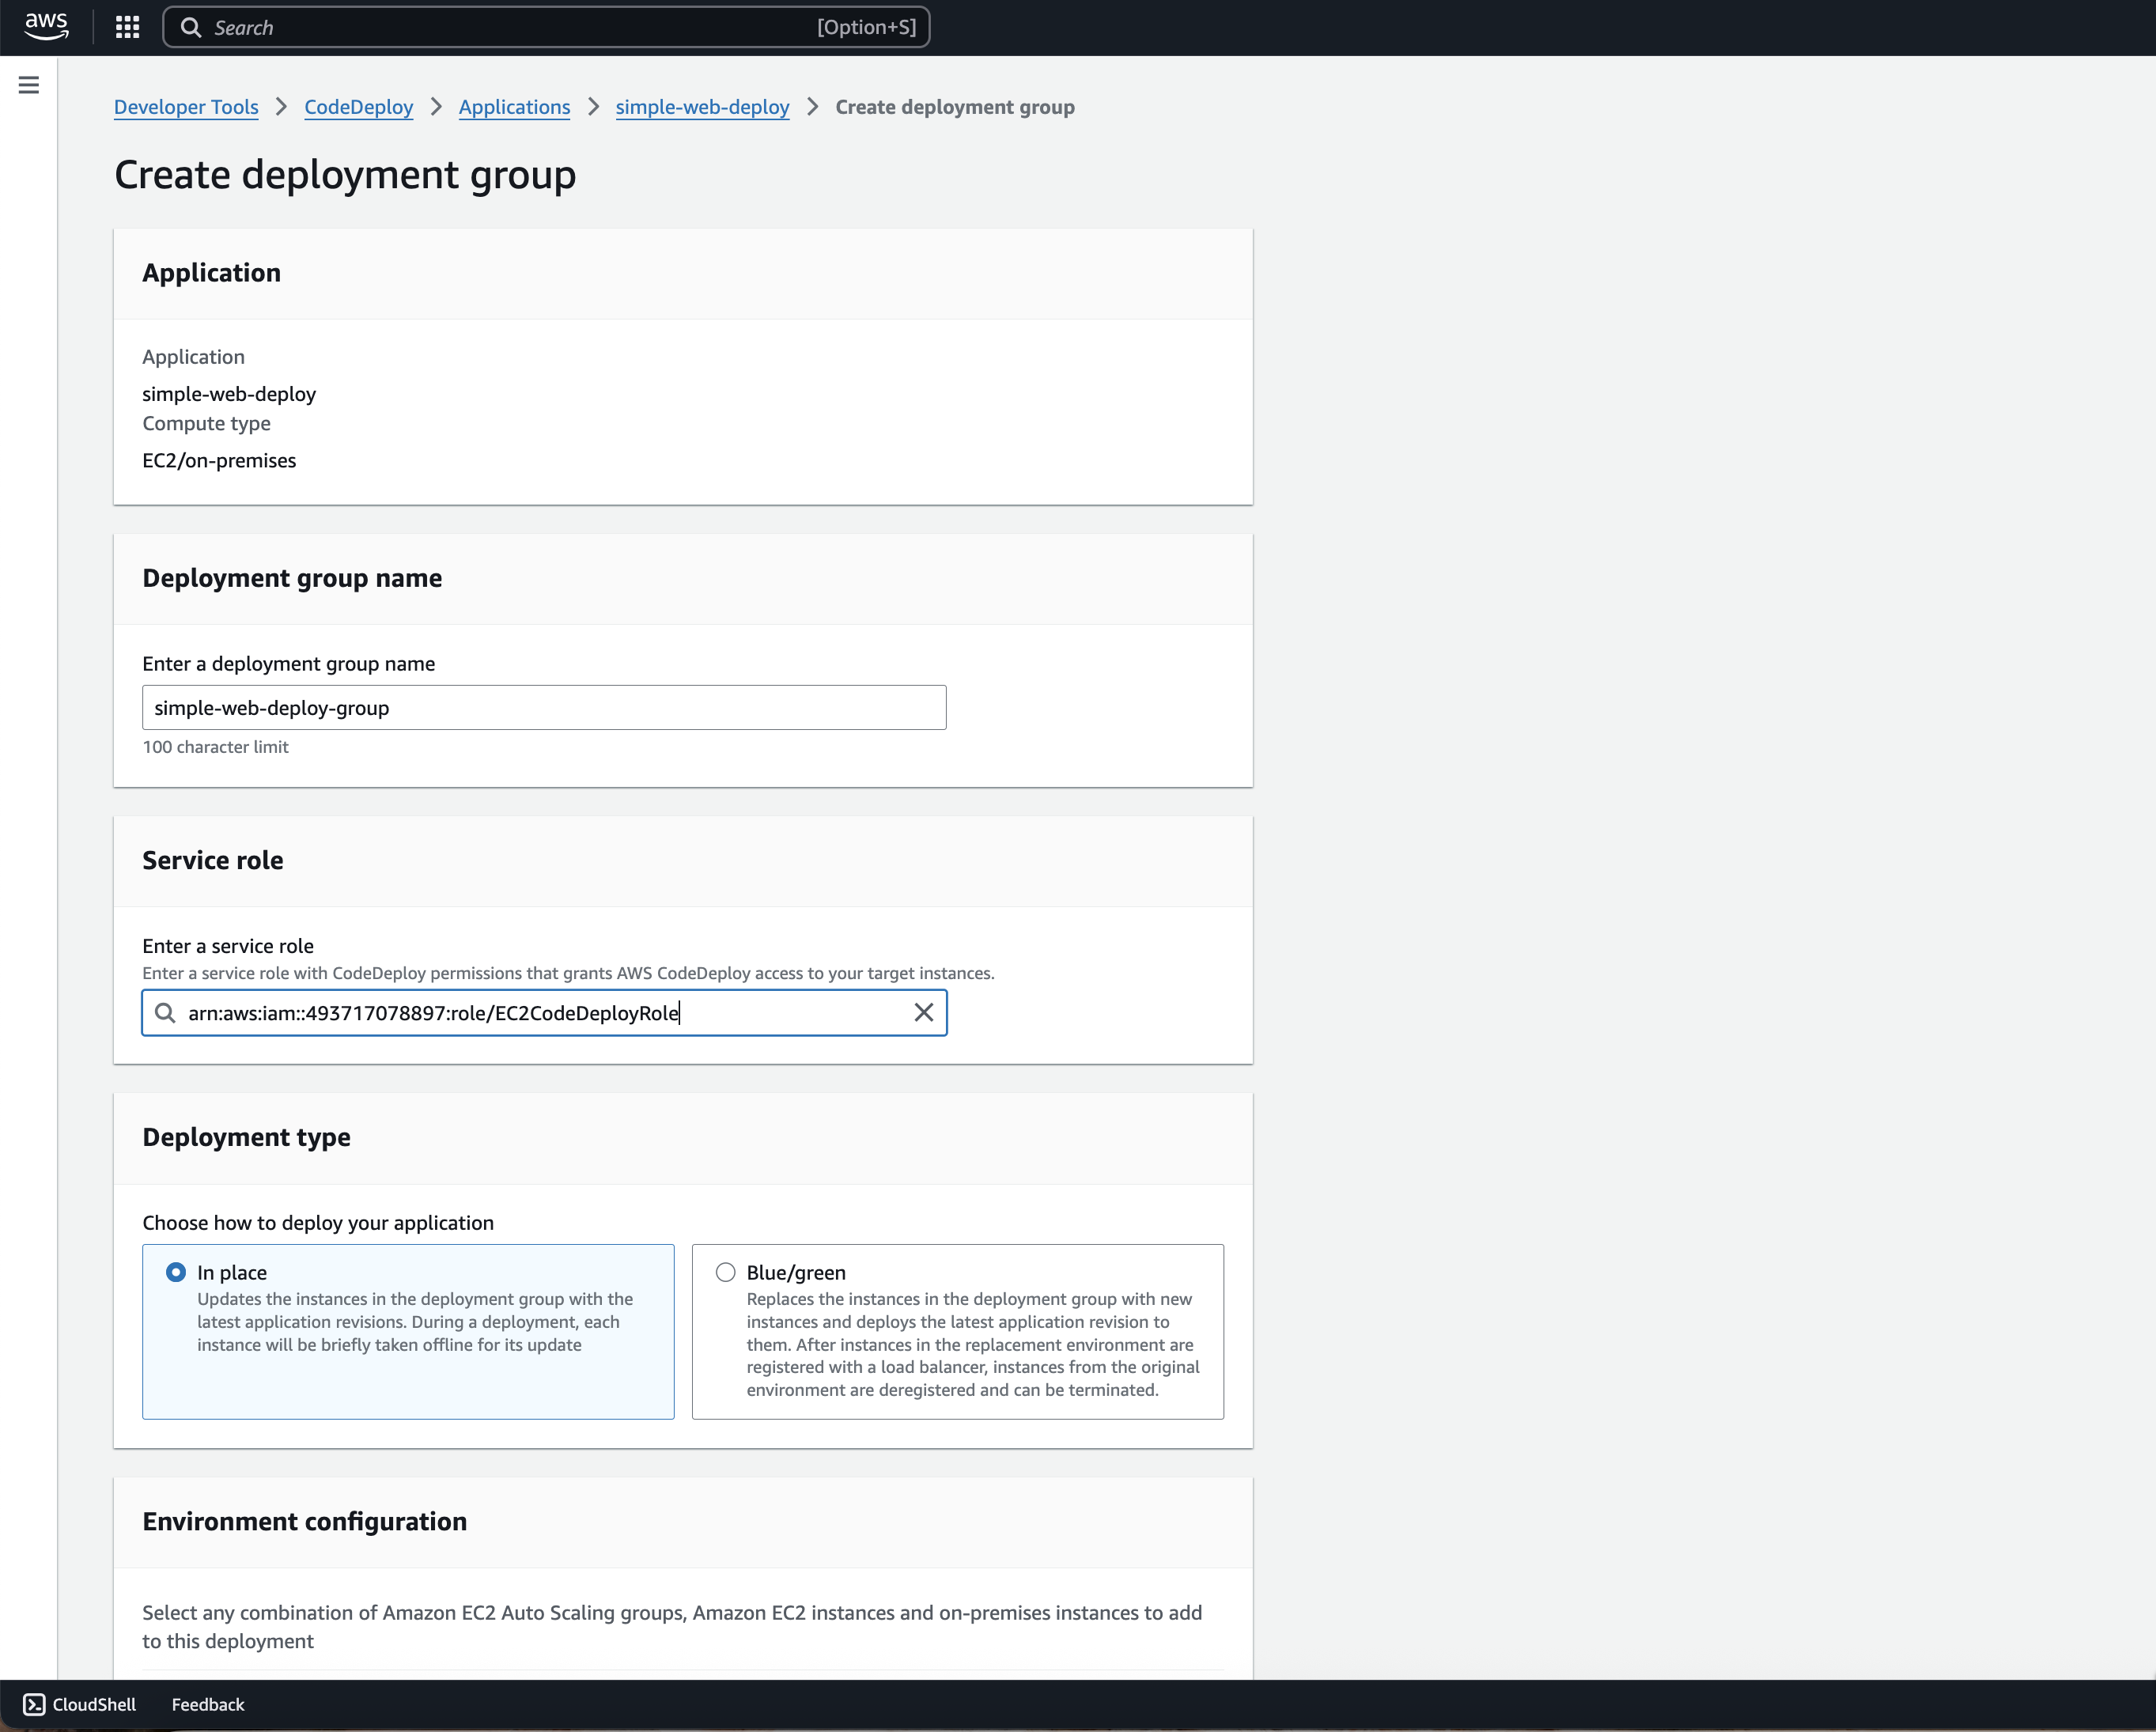 aws
Search
[Option+S]
Developer Tools > CodeDeploy > Applications > simple-web-deploy > Create deployment group
Create deployment group
Application
Application
simple-web-deploy
Compute type
EC2/on-premises
Deployment group name
Enter a deployment group name
simple-web-deploy-group
100 character limit
Service role
Enter a service role
Enter a service role with CodeDeploy permissions that grants AWS CodeDeploy access to your target instances.
arn:aws:iam::493717078897:role/EC2CodeDeployRole
Deployment type
Choose how to deploy your application
In place
Updates the instances in the deployment group with the
latest application revisions. During a deployment, each
instance will be briefly taken offline for its update
Blue/green
Replaces the instances in the deployment group with new
instances and deploys the latest application revision to
them. After instances in the replacement environment are
registered with a load balancer, instances from the original
environment are deregistered and can be terminated.
Environment configuration
Select any combination of Amazon EC2 Auto Scaling groups, Amazon EC2 instances and on-premises instances to add
to this deployment
CloudShell
Feedback